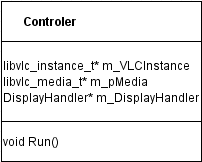 Controler
libvlc_instance_t* m_VLCInstance
libvlc_media_t* m_pMedia
DisplayHandler* m_DisplayHandler
void Run()